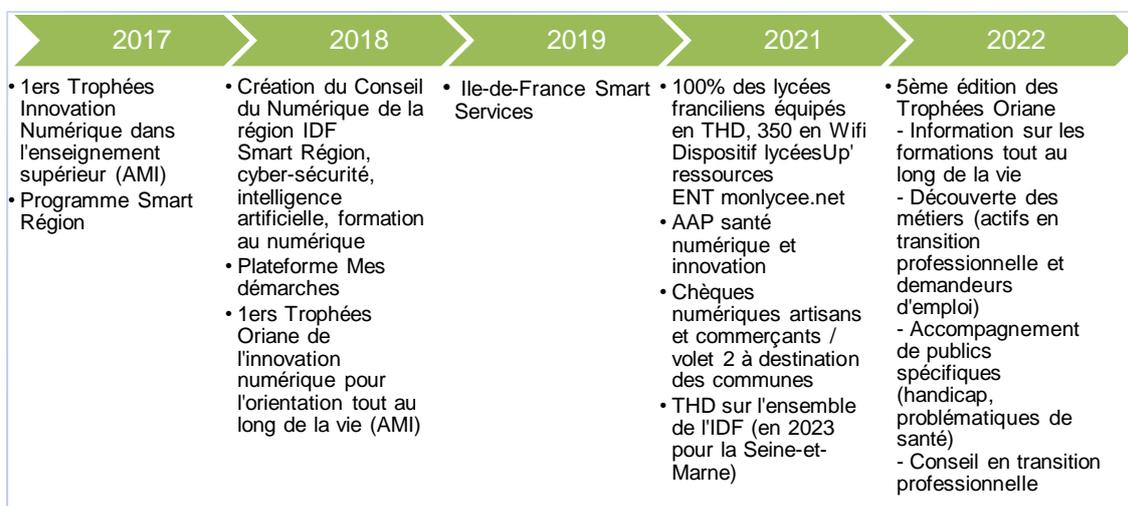 2017
• 1ers Trophées
Innovation
Numérique dans
l'enseignement
supérieur (AMI)
• Programme Smart
Région
2018
• Création du Conseil
du Numérique de la
région IDF
Smart Région,
cyber-sécurité,
intelligence
artificielle, formation
au numérique
• Plateforme Mes
démarches
• 1ers Trophées
Oriane de
l'innovation
numérique pour
l'orientation tout au
long de la vie (AMI)
2019
• Ile-de-France Smart
Services
2021
• 100% des lycées
franciliens équipés
en THD, 350 en Wifi
Dispositif lycéesUp'
ressources
ENT monlycee.net
• AAP santé
numérique et
innovation
• Chèques
numériques artisans
et commerçants /
volet 2 à destination
des communes
• THD sur l'ensemble
de l'IDF (en 2023
pour la Seine-et-
Marne)
2022
• 5ème édition des
Trophées Oriane
- Information sur les
formations tout au
long de la vie
- Découverte des
métiers (actifs en
transition
professionnelle et
demandeurs
d'emploi)
- Accompagnement
de publics
spécifiques
(handicap,
problématiques de
santé)
- Conseil en transition
professionnelle